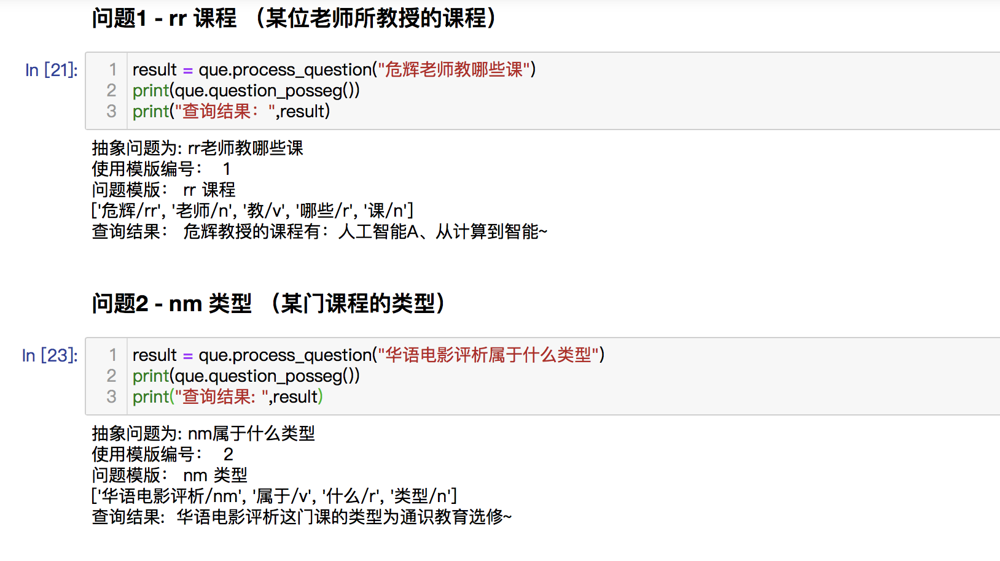 问题1 - rr 课程 （某位老师所教授的课程）
In [21]:
1 result = que.process_question("危辉老师教哪些课")
2 print(que.question_posseg())
3 print("查询结果：",result)
抽象问题为: rr老师教哪些课
使用模版编号： 1
问题模版： rr 课程
['危辉/rr', '老师/n', '教/v', '哪些/r', '课/n']
查询结果： 危辉教授的课程有：人工智能A、从计算到智能~
问题2 - nm 类型 （某门课程的类型）
In [23]:
1 result = que.process_question("华语电影评析属于什么类型")
2 print(que.question_posseg())
3 print("查询结果: ",result)
抽象问题为: nm属于什么类型
使用模版编号： 2
问题模版： nm 类型
['华语电影评析/nm', '属于/v', '什么/r', '类型/n']
查询结果: 华语电影评析这门课的类型为通识教育选修~